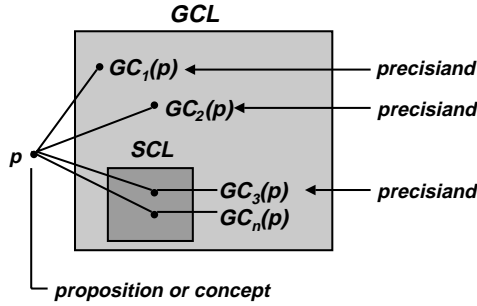 GCL
GC1(p) precisiand
GC2(p) precisiand
SCL
p
GC3(p) precisiand
GCn(p)
proposition or concept